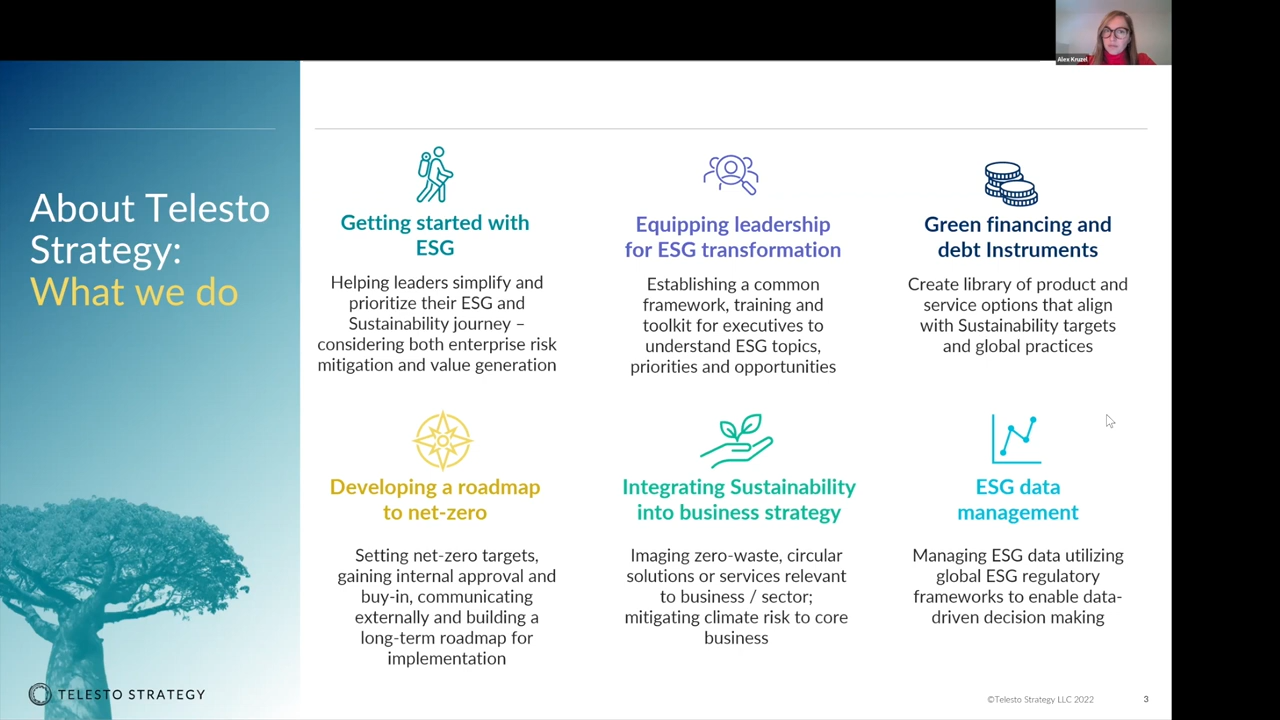 Alex Kruzel
About Telesto
Strategy:
What we do
Getting started with
ESG
Helping leaders simplify and
prioritize their ESG and
Sustainability journey –
considering both enterprise risk
mitigation and value generation
Equipping leadership
for ESG transformation
Establishing a common
framework, training and
toolkit for executives to
understand ESG topics,
priorities and opportunities
Green financing and
debt Instruments
Create library of product and
service options that align
with Sustainability targets
and global practices
Developing a roadmap
to net-zero
Setting net-zero targets,
gaining internal approval and
buy-in, communicating
externally and building a
long-term roadmap for
implementation
Integrating Sustainability
into business strategy
Imaging zero-waste, circular
solutions or services relevant
to business / sector;
mitigating climate risk to core
business
ESG data
management
Managing ESG data utilizing
global ESG regulatory
frameworks to enable data-
driven decision making
TELESTO STRATEGY
©Telesto Strategy LLC 2022
3